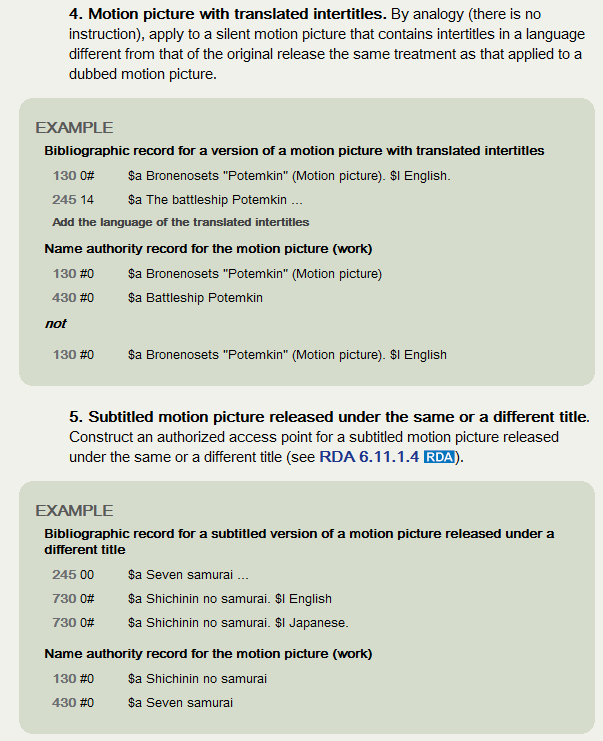 4. Motion picture with translated intertitles. By analogy (there is no
instruction), apply to a silent motion picture that contains intertitles in a language
different from that of the original release the same treatment as that applied to a
dubbed motion picture.
EXAMPLE
Bibliographic record for a version of a motion picture with translated intertitles
130 0# $a Bronenosets "Potemkin" (Motion picture). $l English.
245 14 $a The battleship Potemkin ...
Add the language of the translated intertitles
Name authority record for the motion picture (work)
130 #0 $a Bronenosets "Potemkin" (Motion picture)
430 #0 $a Battleship Potemkin
not
130 #0 $a Bronenosets "Potemkin" (Motion picture). $l English
5. Subtitled motion picture released under the same or a different title.
Construct an authorized access point for a subtitled motion picture released
under the same or a different title (see RDA 6.11.1.4 RDA).
EXAMPLE
Bibliographic record for a subtitled version of a motion picture released under a
different title
245 00 $a Seven samurai ...
730 0# $a Shichinin no samurai. $l English
730 0# $a Shichinin no samurai. $l Japanese.
Name authority record for the motion picture (work)
130 #0 $a Shichinin no samurai
430 #0 $a Seven samurai